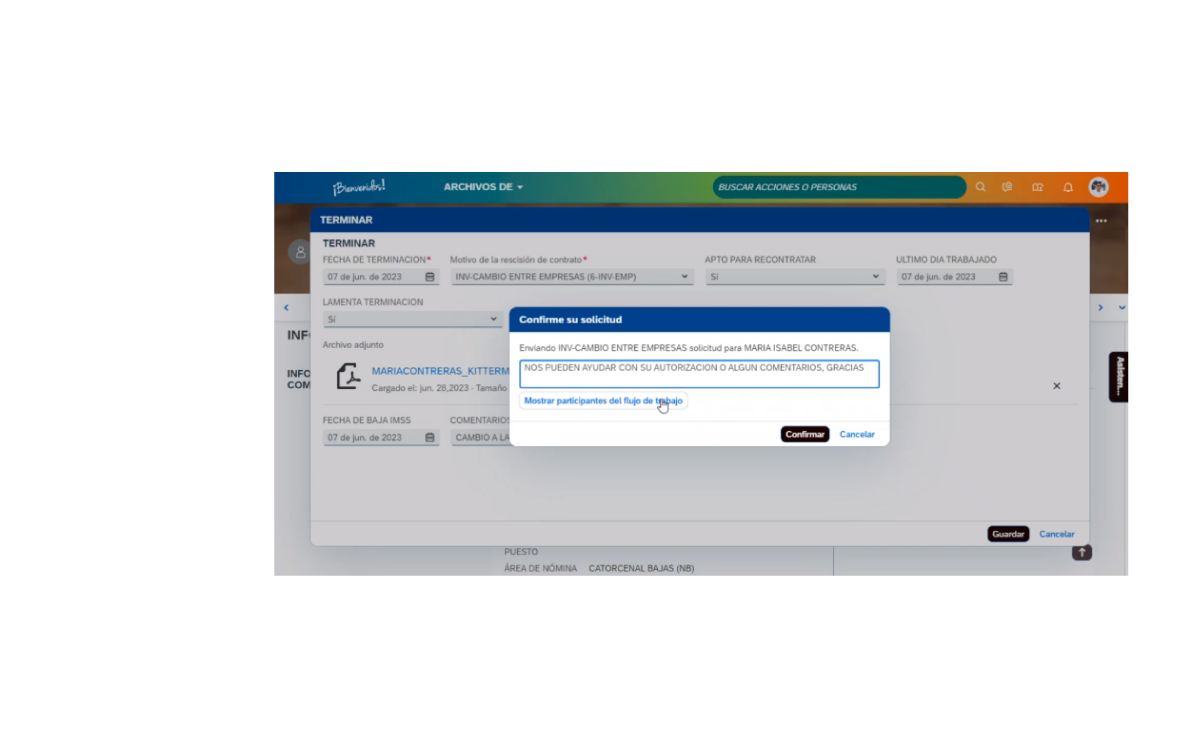 ¡Bienvenidos! ARCHIVOS DE BUSCAR ACCIONES O PERSONAS
TERMINAR
TERMINAR
FECHA DE TERMINACION* Motivo de la rescisión de contrato* APTO PARA RECONTRATAR ULTIMO DIA TRABAJADO
07 de jun. de 2023 INV-CAMBIO ENTRE EMPRESAS (6-INV-EMP) Sí 07 de jun. de 2023
LAMENTA TERMINACION
Sí
Confirme su solicitud
INF
Archivo adjunto
Enviando INV-CAMBIO ENTRE EMPRESAS solicitud para MARIA ISABEL CONTRERAS.
NOS PUEDEN AYUDAR CON SU AUTORIZACION O ALGUN COMENTARIOS, GRACIAS
INFO
COM
MARIACONTRERAS_KITTERM
Cargado el: jun. 28,2023 - Tamaño
Asisten...
Mostrar participantes del flujo de trabajo
FECHA DE BAJA IMSS COMENTARIOS
07 de jun. de 2023 CAMBIO A LA
Confirmar Cancelar
Guardar Cancelar
PUESTO
ÁREA DE NÓMINA CATORCENAL BAJAS (NB)